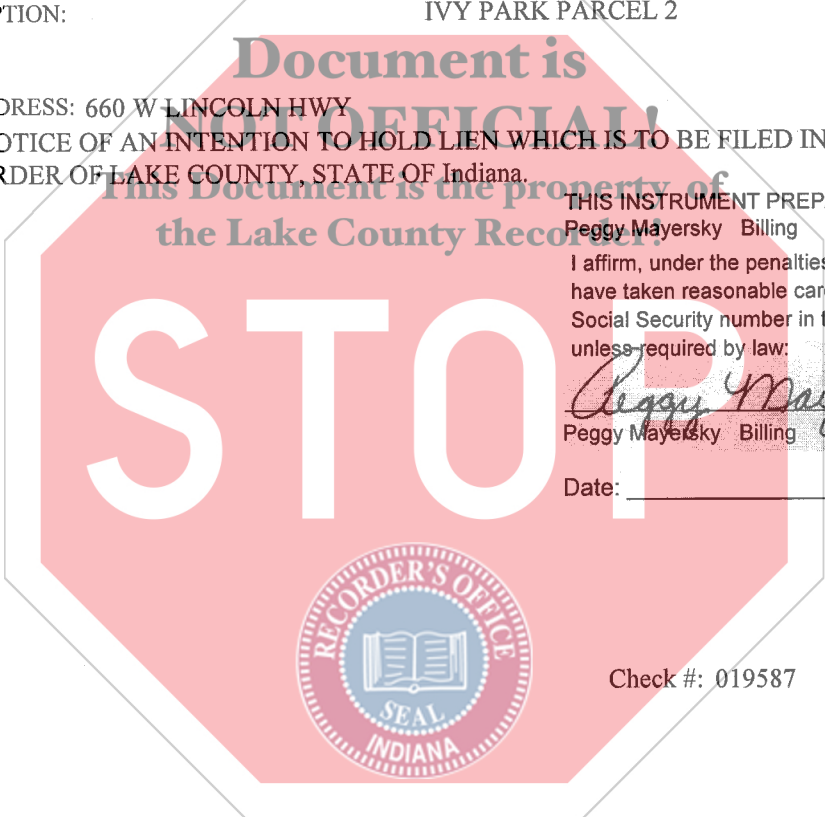 PTION: IVY PARK PARCEL 2
Document is
DRESS: 660 W LINCOLN HWY
NOT OFFICIAL!
OTICE OF AN INTENTION TO HOLD LIEN WHICH IS TO BE FILED IN
RDER OF LAKE COUNTY, STATE OF Indiana.
This Document is the property of
the Lake County Recorder!
THIS INSTRUMENT PREP
Peggy Mayersky Billing
I affirm, under the penalties
have taken reasonable car
Social Security number in t
unless required by law:
Peggy May
Peggy Mayersky Billing
Date:
STOP
RECORDER'S OFFICE
SEAL
INDIANA
Check #: 019587